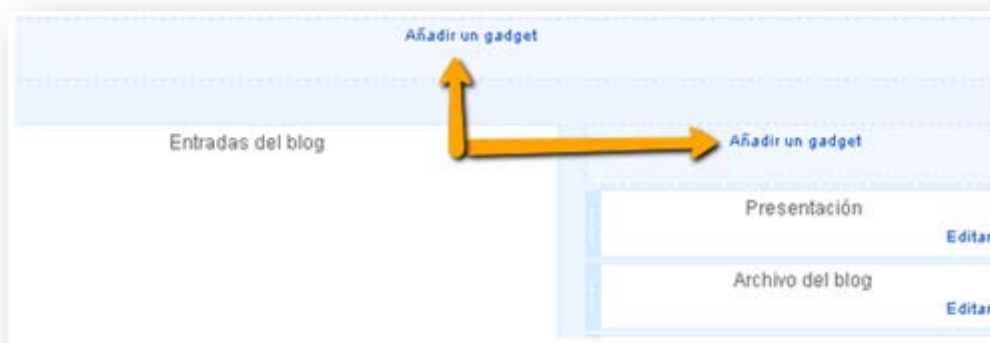 Añadir un gadget
Entradas del blog
Añadir un gadget
Presentación
Editar
Archivo del blog
Editar